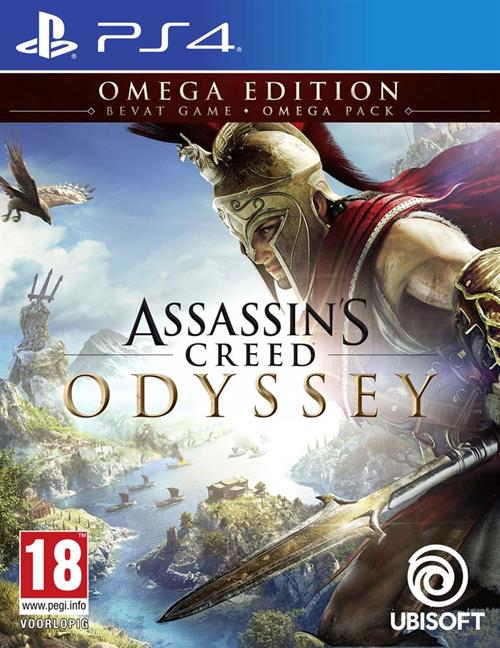 PS4
OMEGA EDITION
BEVAT GAME • OMEGA PACK
ASSASSIN'S
CREED
ODYSSEY
18
www.pegi.info
VOORLOPIG
UBISOFT